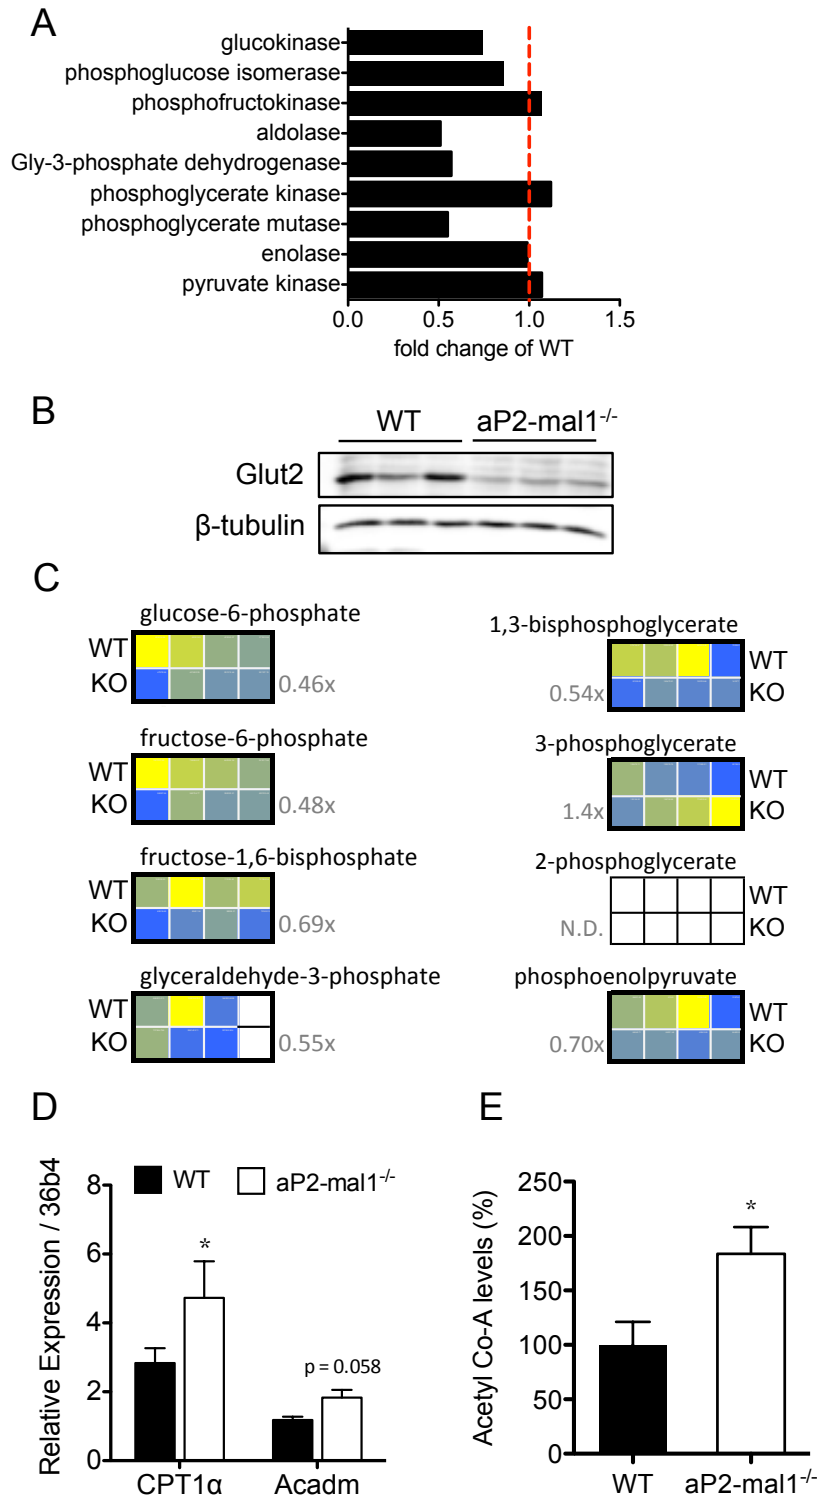 A
glucokinase
phosphoglucose isomerase
phosphofructokinase
aldolase
Gly-3-phosphate dehydrogenase
phosphoglycerate kinase
phosphoglycerate mutase
enolase
pyruvate kinase
0.0 0.5 1.0 1.5
fold change of WT
B
WT aP2-mal1-/-
Glut2
β-tubulin
C
glucose-6-phosphate
WT
KO 0.46x
fructose-6-phosphate
WT
KO 0.48x
fructose-1,6-bisphosphate
WT
KO 0.69x
glyceraldehyde-3-phosphate
WT
KO 0.55x
1,3-bisphosphoglycerate
WT
0.54x KO
3-phosphoglycerate
WT
1.4x KO
2-phosphoglycerate
WT
N.D. KO
phosphoenolpyruvate
WT
0.70x KO
D
Relative Expression / 36b4
WT aP2-mal1-/-
8
6
4
2
0
*
p = 0.058
CPT1α Acadm
E
Acetyl Co-A levels (%)
250
200
150
100
50
0
*
WT aP2-mal1-/-